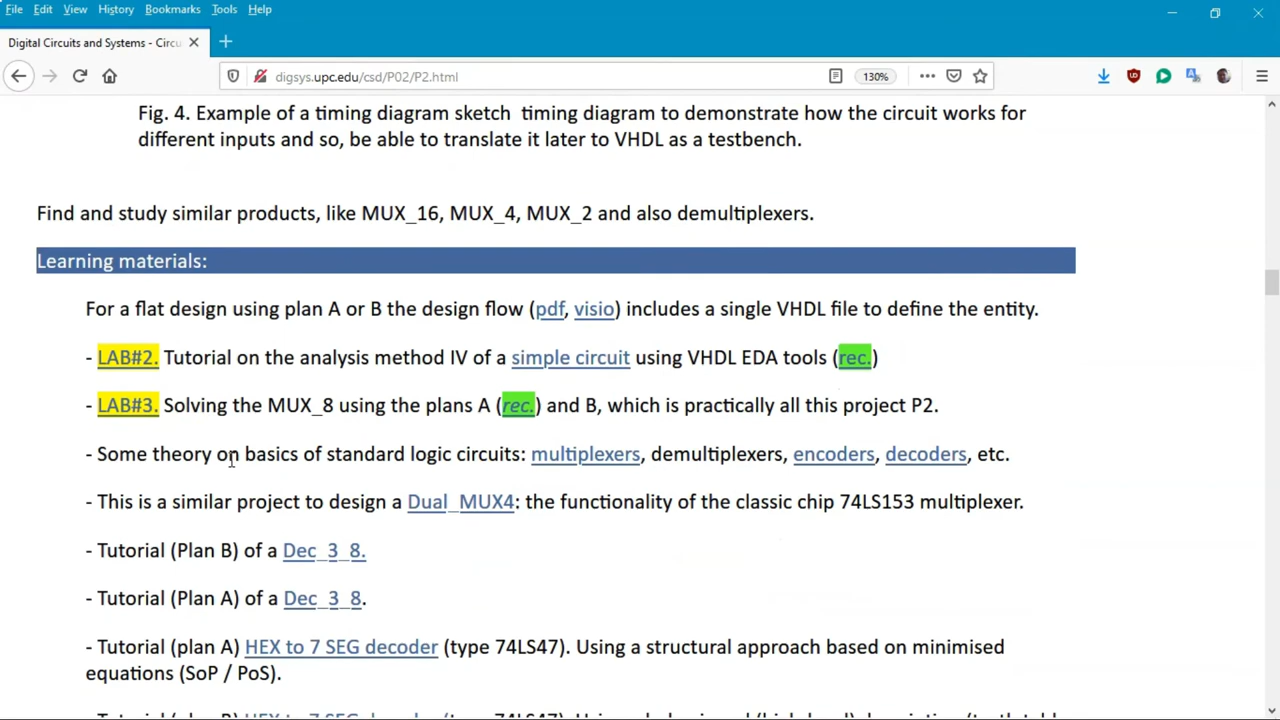 File Edit View History Bookmarks Tools Help
Digital Circuits and Systems - Circu
digsys.upc.edu/csd/P02/P2.html 130%
Fig. 4. Example of a timing diagram sketch timing diagram to demonstrate how the circuit works for
different inputs and so, be able to translate it later to VHDL as a testbench.
Find and study similar products, like MUX_16, MUX_4, MUX_2 and also demultiplexers.
Learning materials:
For a flat design using plan A or B the design flow (pdf, visio) includes a single VHDL file to define the entity.
- LAB#2. Tutorial on the analysis method IV of a simple circuit using VHDL EDA tools (rec.)
- LAB#3. Solving the MUX_8 using the plans A (rec.) and B, which is practically all this project P2.
- Some theory on basics of standard logic circuits: multiplexers, demultiplexers, encoders, decoders, etc.
- This is a similar project to design a Dual_MUX4: the functionality of the classic chip 74LS153 multiplexer.
- Tutorial (Plan B) of a Dec_3_8.
- Tutorial (Plan A) of a Dec_3_8.
- Tutorial (plan A) HEX to 7 SEG decoder (type 74LS47). Using a structural approach based on minimised
equations (SoP / PoS).